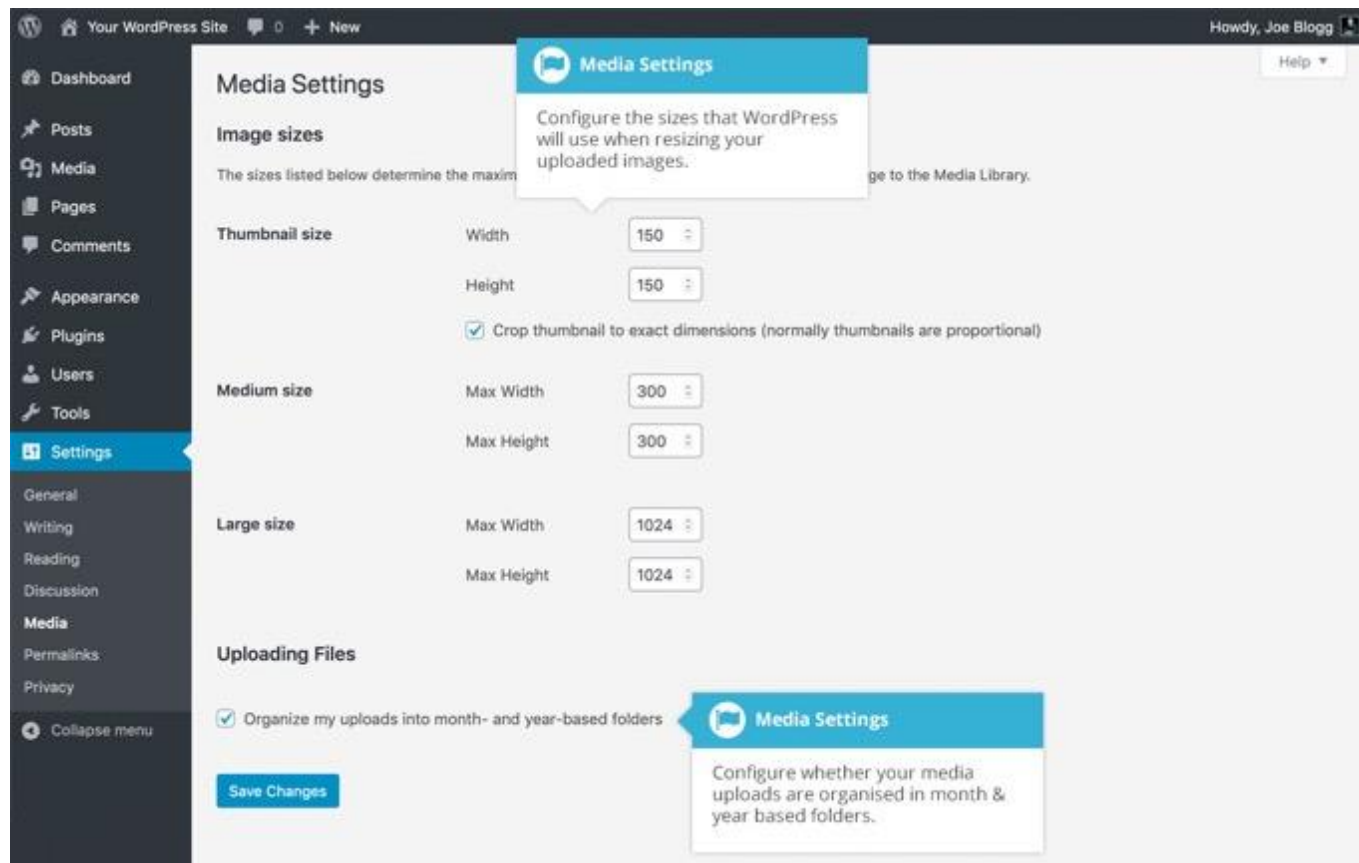 Your WordPress Site 0 + New
Howdy, Joe Blogg
Help
Dashboard
Posts
Media
Pages
Comments
Appearance
Plugins
Users
Tools
Settings
General
Writing
Reading
Discussion
Media
Permalinks
Privacy
Collapse menu
Media Settings
Media Settings
Configure the sizes that WordPress
will use when resizing your
uploaded images.
Image sizes
The sizes listed below determine the maxim
ge to the Media Library.
Thumbnail size
Width 150
Height 150
Crop thumbnail to exact dimensions (normally thumbnails are proportional)
Medium size
Max Width 300
Max Height 300
Large size
Max Width 1024
Max Height 1024
Uploading Files
Organize my uploads into month- and year-based folders
Media Settings
Configure whether your media
uploads are organised in month &
year based folders.
Save Changes